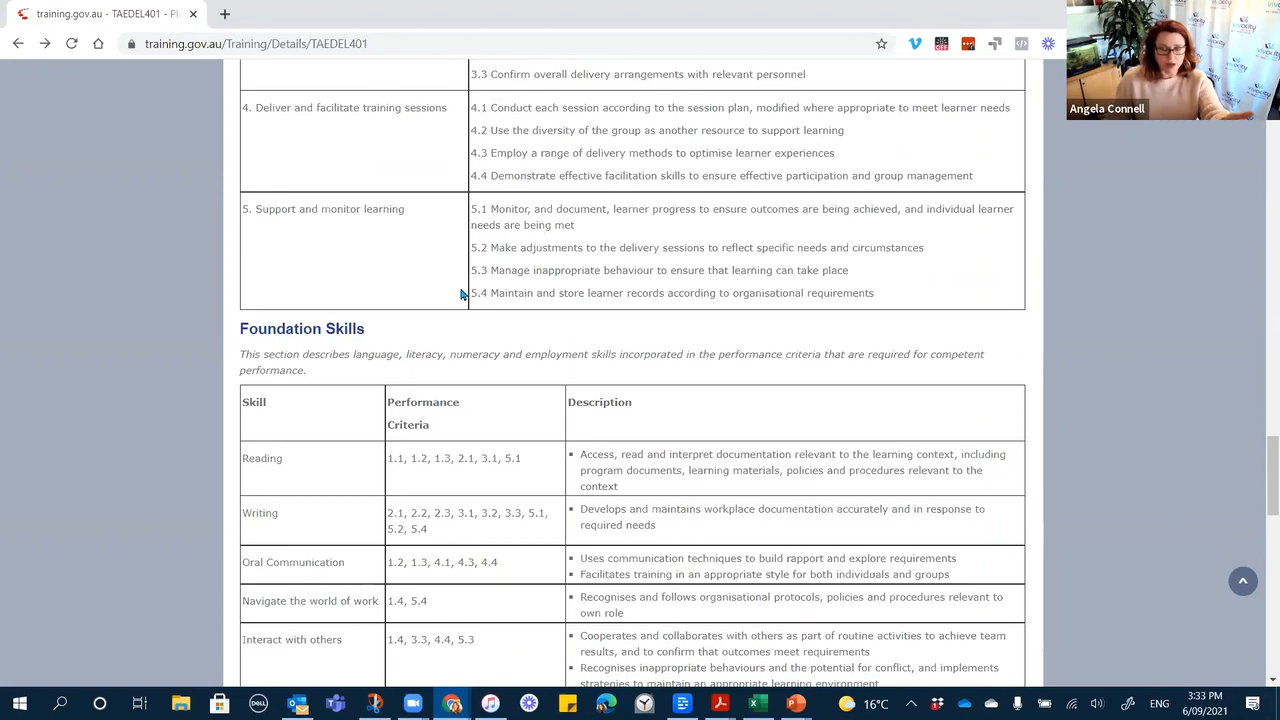 training.gov.au - TAEDEL401 - Pl
training.gov.au/Training/Details/TAEDEL401
3.3 Confirm overall delivery arrangements with relevant personnel
4. Deliver and facilitate training sessions
4.1 Conduct each session according to the session plan, modified where appropriate to meet learner needs
4.2 Use the diversity of the group as another resource to support learning
4.3 Employ a range of delivery methods to optimise learner experiences
4.4 Demonstrate effective facilitation skills to ensure effective participation and group management
5. Support and monitor learning
5.1 Monitor, and document, learner progress to ensure outcomes are being achieved, and individual learner
needs are being met
5.2 Make adjustments to the delivery sessions to reflect specific needs and circumstances
5.3 Manage inappropriate behaviour to ensure that learning can take place
5.4 Maintain and store learner records according to organisational requirements
Foundation Skills
This section describes language, literacy, numeracy and employment skills incorporated in the performance criteria that are required for competent
performance.
Skill
Performance
Criteria
Description
Reading
1.1, 1.2, 1.3, 2.1, 3.1, 5.1
Access, read and interpret documentation relevant to the learning context, including
program documents, learning materials, policies and procedures relevant to the
context
Writing
2.1, 2.2, 2.3, 3.1, 3.2, 3.3, 5.1,
5.2, 5.4
Develops and maintains workplace documentation accurately and in response to
required needs
Oral Communication
1.2, 1.3, 4.1, 4.3, 4.4
Uses communication techniques to build rapport and explore requirements
Facilitates training in an appropriate style for both individuals and groups
Navigate the world of work
1.4, 5.4
Recognises and follows organisational protocols, policies and procedures relevant to
own role
Interact with others
1.4, 3.3, 4.4, 5.3
Cooperates and collaborates with others as part of routine activities to achieve team
results, and to confirm that outcomes meet requirements
Recognises inappropriate behaviours and the potential for conflict, and implements
strategies to maintain an appropriate learning environment
Angela Connell
vivacity
OFF
DELL
16°C
ENG
3:33 PM
6/09/2021